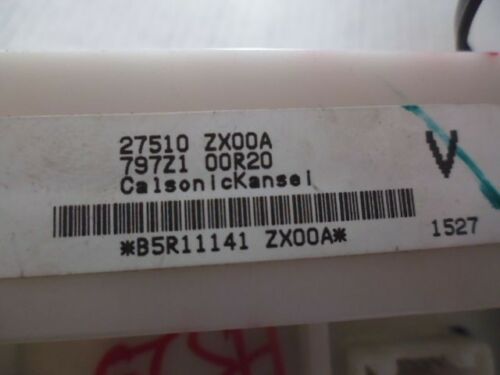 27510 ZX00A
797Z1 00R20
CalsonicKansei
V
*B5R11141 ZX00A*
1527